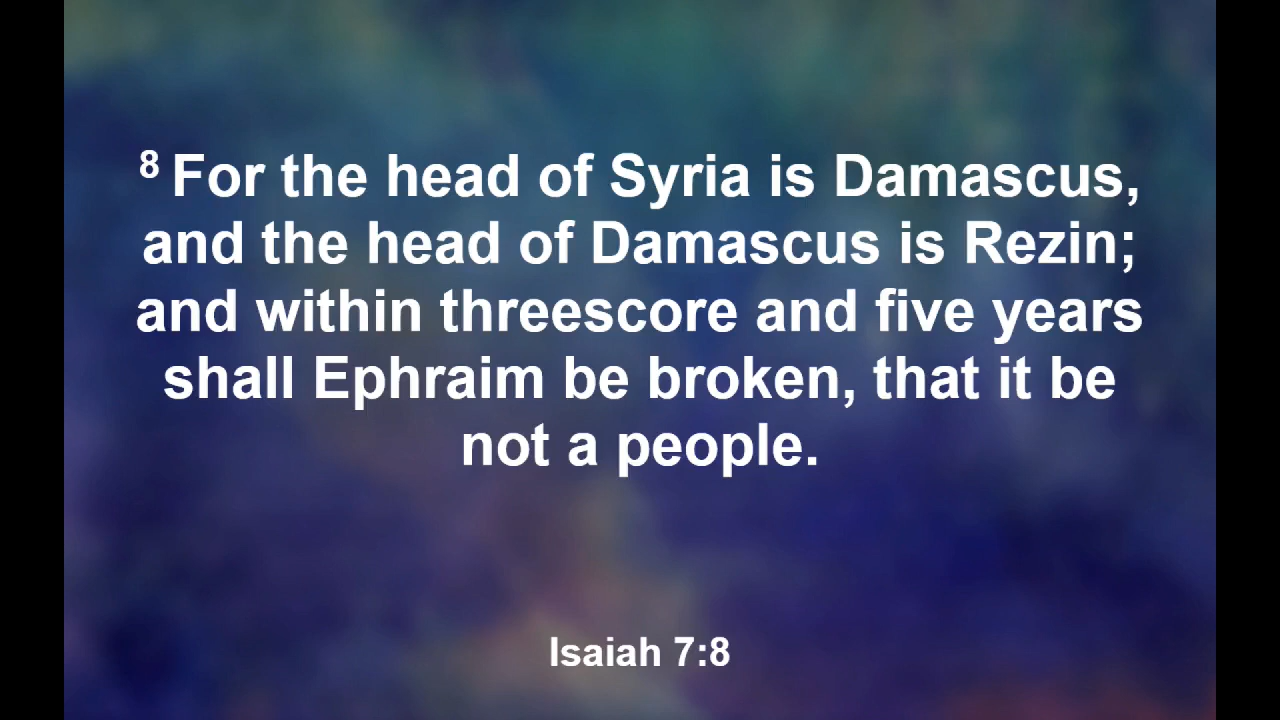 8 For the head of Syria is Damascus,
and the head of Damascus is Rezin;
and within threescore and five years
shall Ephraim be broken, that it be
not a people.
Isaiah 7:8